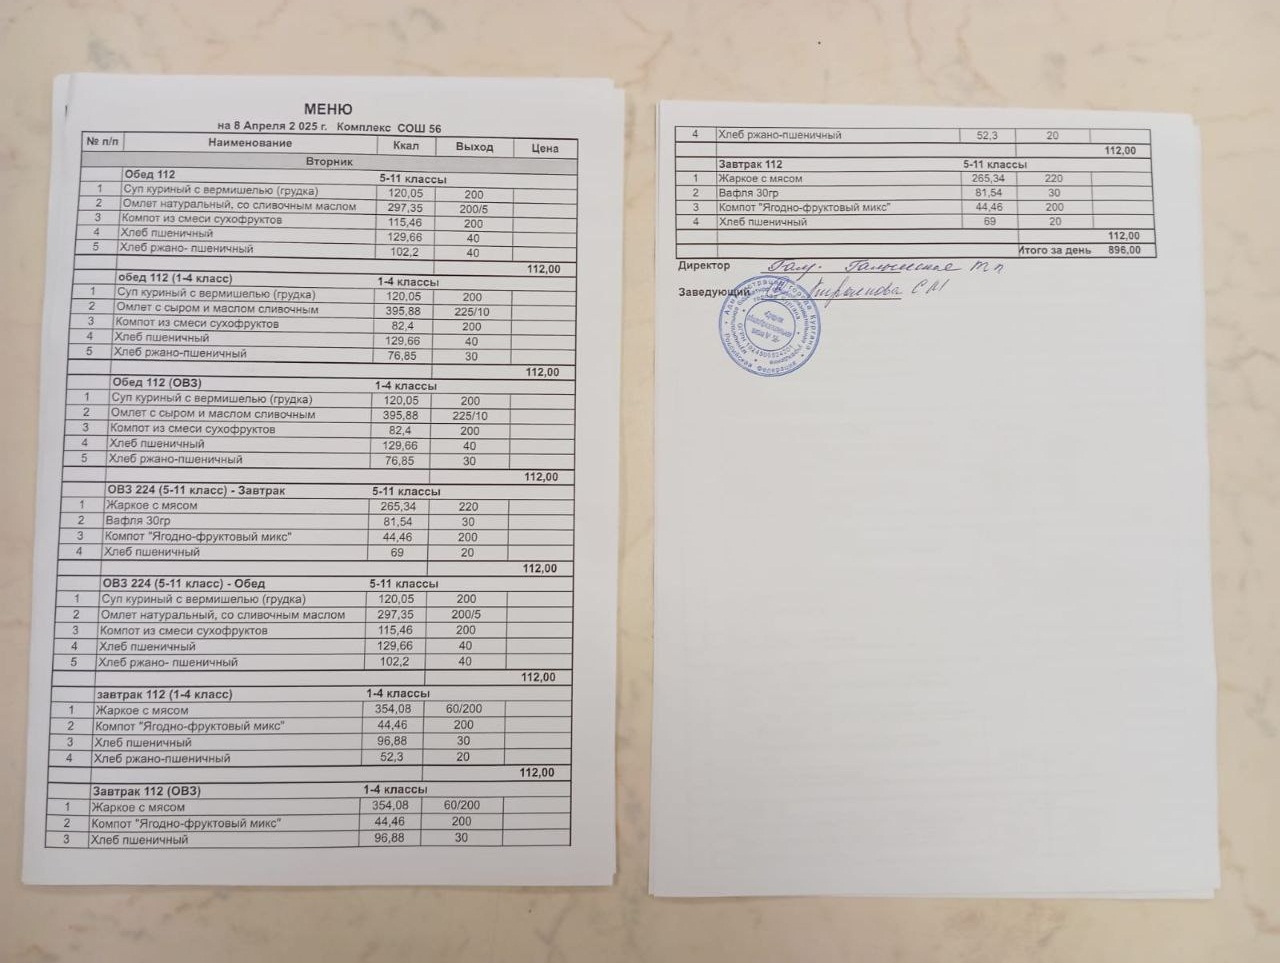 МЕНЮ
на 8 Апреля 2 025 г. Комплекс СОШ 56
№ п/п Наименование Ккал Выход Цена
Вторник
Обед 112 5-11 классы
1 Суп куриный с вермишелью (грудка) 120,05 200
2 Омлет натуральный, со сливочным маслом 297,35 200/5
3 Компот из смеси сухофруктов 115,46 200
4 Хлеб пшеничный 129,66 40
5 Хлеб ржано- пшеничный 102,2 40
112,00
обед 112 (1-4 класс) 1-4 классы
1 Суп куриный с вермишелью (грудка) 120,05 200
2 Омлет с сыром и маслом сливочным 395,88 225/10
3 Компот из смеси сухофруктов 82,4 200
4 Хлеб пшеничный 129,66 40
5 Хлеб ржано-пшеничный 76,85 30
112,00
Обед 112 (ОВЗ) 1-4 классы
1 Суп куриный с вермишелью (грудка) 120,05 200
2 Омлет с сыром и маслом сливочным 395,88 225/10
3 Компот из смеси сухофруктов 82,4 200
4 Хлеб пшеничный 129,66 40
5 Хлеб ржано-пшеничный 76,85 30
112,00
ОВЗ 224 (5-11 класс) - Завтрак 5-11 классы
1 Жаркое с мясом 265,34 220
2 Вафля 30гр 81,54 30
3 Компот "Ягодно-фруктовый микс" 44,46 200
4 Хлеб пшеничный 69 20
112,00
ОВЗ 224 (5-11 класс) - Обед 5-11 классы
1 Суп куриный с вермишелью (грудка) 120,05 200
2 Омлет натуральный, со сливочным маслом 297,35 200/5
3 Компот из смеси сухофруктов 115,46 200
4 Хлеб пшеничный 129,66 40
5 Хлеб ржано- пшеничный 102,2 40
112,00
завтрак 112 (1-4 класс) 1-4 классы
1 Жаркое с мясом 354,08 60/200
2 Компот "Ягодно-фруктовый микс" 44,46 200
3 Хлеб пшеничный 96,88 30
4 Хлеб ржано-пшеничный 52,3 20
112,00
Завтрак 112 (ОВЗ) 1-4 классы
1 Жаркое с мясом 354,08 60/200
2 Компот "Ягодно-фруктовый микс" 44,46 200
3 Хлеб пшеничный 96,88 30
4 Хлеб ржано-пшеничный 52,3 20
112,00
Завтрак 112 5-11 классы
1 Жаркое с мясом 265,34 220
2 Вафля 30гр 81,54 30
3 Компот "Ягодно-фруктовый микс" 44,46 200
4 Хлеб пшеничный 69 20
112,00
Итого за день 896,00
Директор
Заведующий
Администрация города Кургана
Российская Федерация